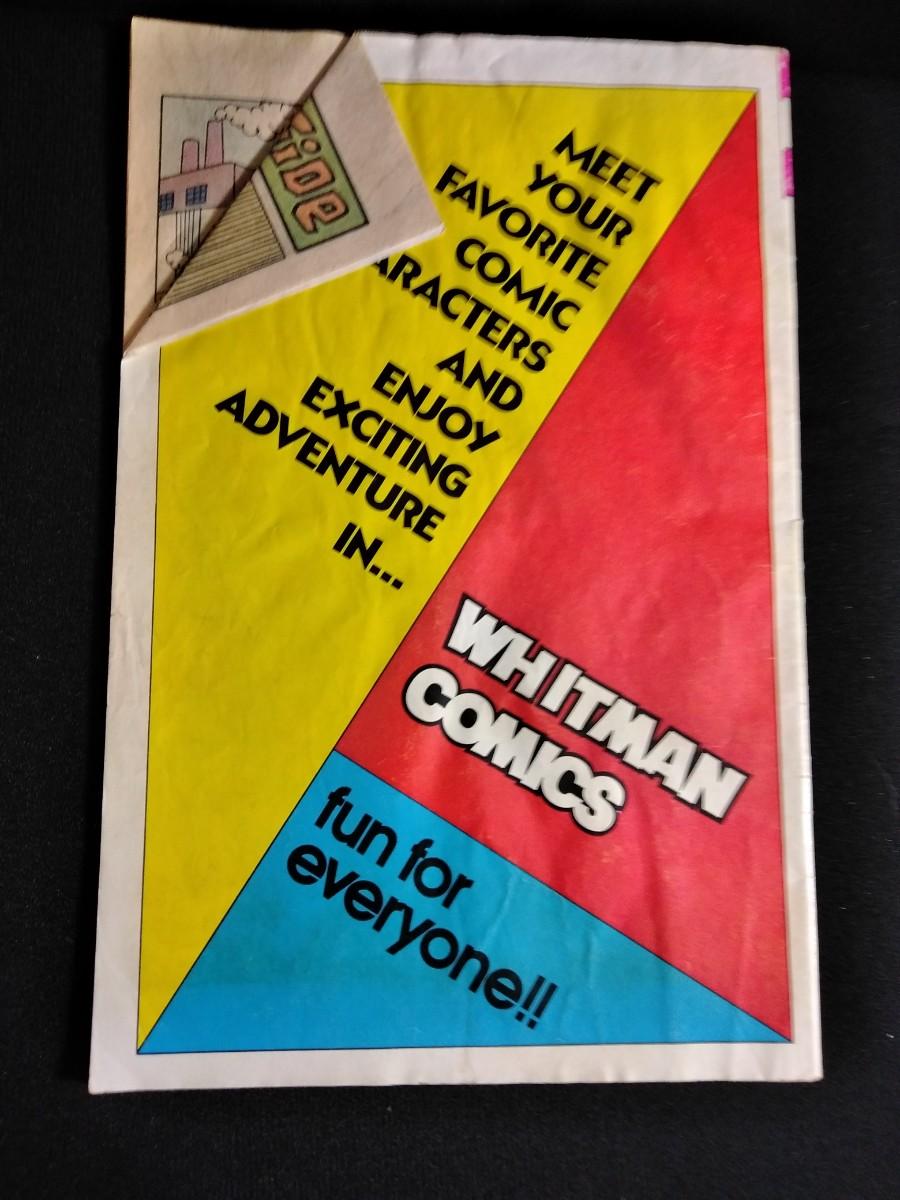 MEET
YOUR
FAVORITE
COMIC
ARACTERS
AND
ENJOY
EXCITING
ADVENTURE
IN...
WHITMAN
COMICS
fun for
everyone!!